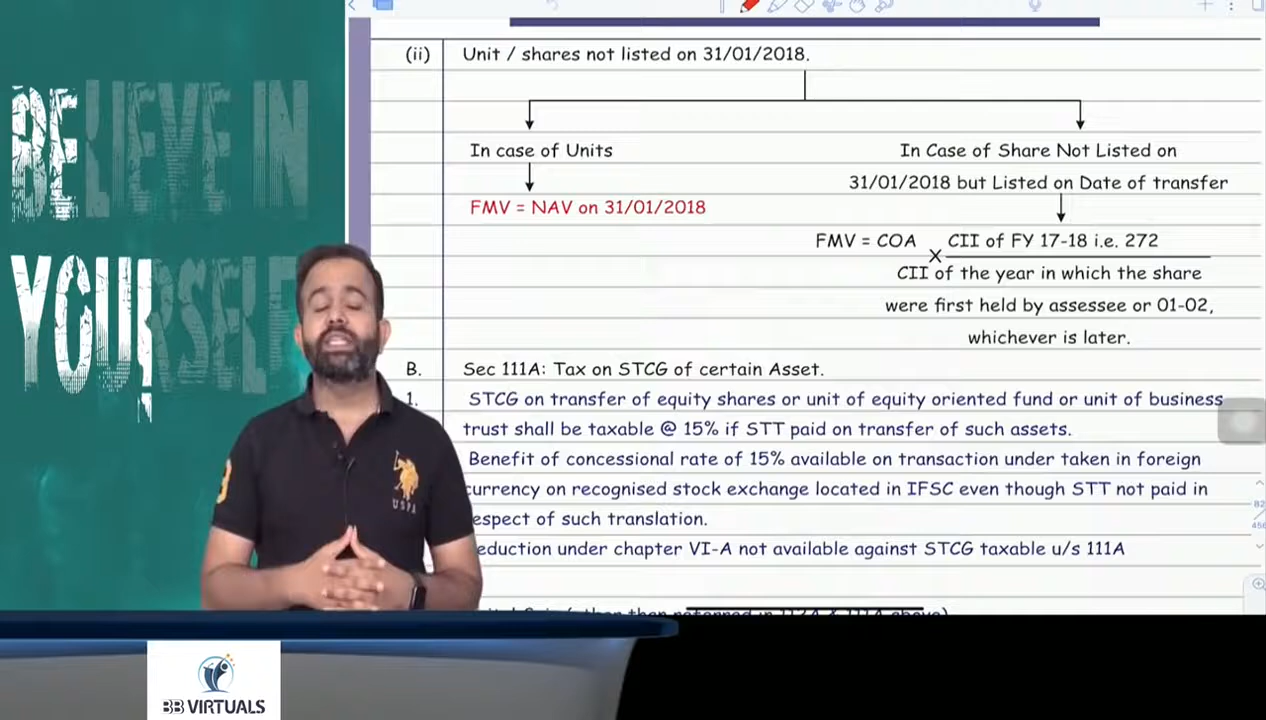 BELIEVE IN
YOURSELF
!
(ii) Unit / shares not listed on 31/01/2018.
In case of Units
In Case of Share Not Listed on
31/01/2018 but Listed on Date of transfer
FMV = NAV on 31/01/2018
FMV = COA X CII of FY 17-18 i.e. 272
CII of the year in which the share
were first held by assessee or 01-02,
whichever is later.
B. Sec 111A: Tax on STCG of certain Asset.
1. STCG on transfer of equity shares or unit of equity oriented fund or unit of business
trust shall be taxable @ 15% if STT paid on transfer of such assets.
Benefit of concessional rate of 15% available on transaction under taken in foreign
currency on recognised stock exchange located in IFSC even though STT not paid in
espect of such translation.
eduction under chapter VI-A not available against STCG taxable u/s 111A
82
456
USPA
3
BB VIRTUALS